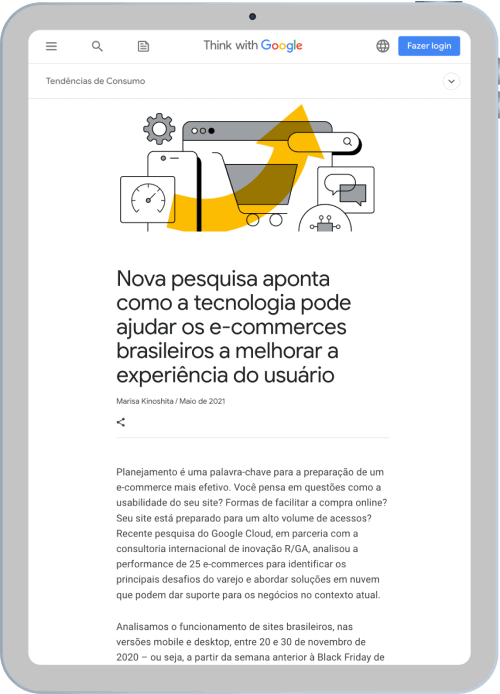 Think with Google
Fazer login
Tendências de Consumo
Nova pesquisa aponta
como a tecnologia pode
ajudar os e-commerces
brasileiros a melhorar a
experiência do usuário
Marisa Kinoshita / Maio de 2021
Planejamento é uma palavra-chave para a preparação de um
e-commerce mais efetivo. Você pensa em questões como a
usabilidade do seu site? Formas de facilitar a compra online?
Seu site está preparado para um alto volume de acessos?
Recente pesquisa do Google Cloud, em parceria com a
consultoria internacional de inovação R/GA, analisou a
performance de 25 e-commerces para identificar os
principais desafios do varejo e abordar soluções em nuvem
que podem dar suporte para os negócios no contexto atual.
Analisamos o funcionamento de sites brasileiros, nas
versões mobile e desktop, entre 20 e 30 de novembro de
2020 – ou seja, a partir da semana anterior à Black Friday de